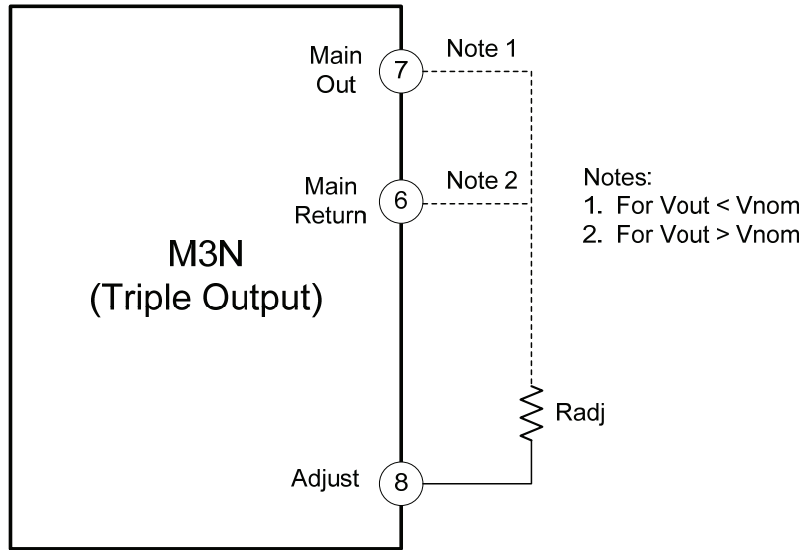 Main
Out
7
Note 1
Main
Return
6
Note 2
Notes:
1. For Vout < Vnom
2. For Vout > Vnom
M3N
(Triple Output)
Radj
Adjust
8